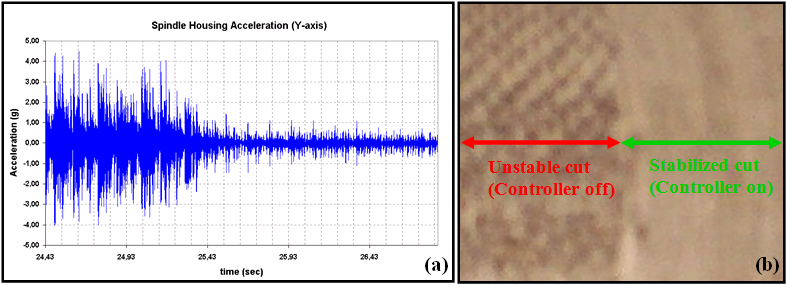 Spindle Housing Acceleration (Y-axis)
5,00
4,00
3,00
2,00
1,00
0,00
-1,00
-2,00
-3,00
-4,00
-5,00
Acceleration (g)
24,43
24,93
25,43
25,93
26,43
time (sec)
(a)
Unstable cut
(Controller off)
Stabilized cut
(Controller on)
(b)